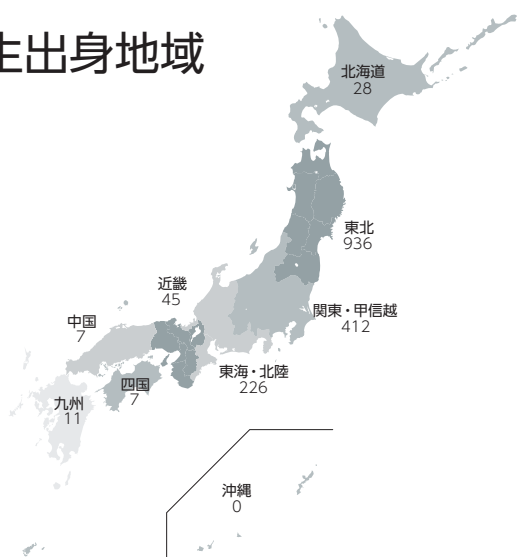 生出身地域
北海道
28
東北
936
近畿
45
関東・甲信越
412
中国
7
東海・北陸
226
四国
7
九州
11
沖縄
0